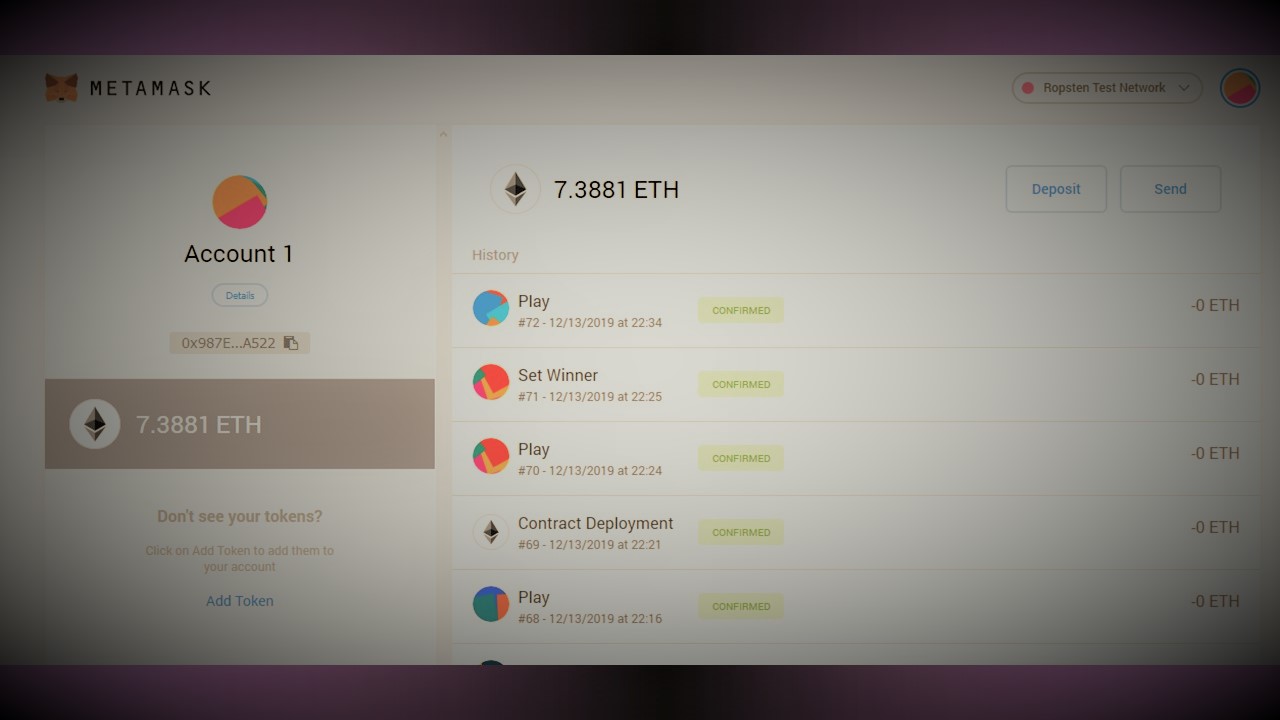 METAMASK
Ropsten Test Network
Account 1
Details
0x987E...A522
7.3881 ETH
Don't see your tokens?
Click on Add Token to add them to
your account
Add Token
7.3881 ETH
Deposit
Send
History
Play
#72 - 12/13/2019 at 22:34
CONFIRMED
-0 ETH
Set Winner
#71 - 12/13/2019 at 22:25
CONFIRMED
-0 ETH
Play
#70 - 12/13/2019 at 22:24
CONFIRMED
-0 ETH
Contract Deployment
#69 - 12/13/2019 at 22:21
CONFIRMED
-0 ETH
Play
#68 - 12/13/2019 at 22:16
CONFIRMED
-0 ETH